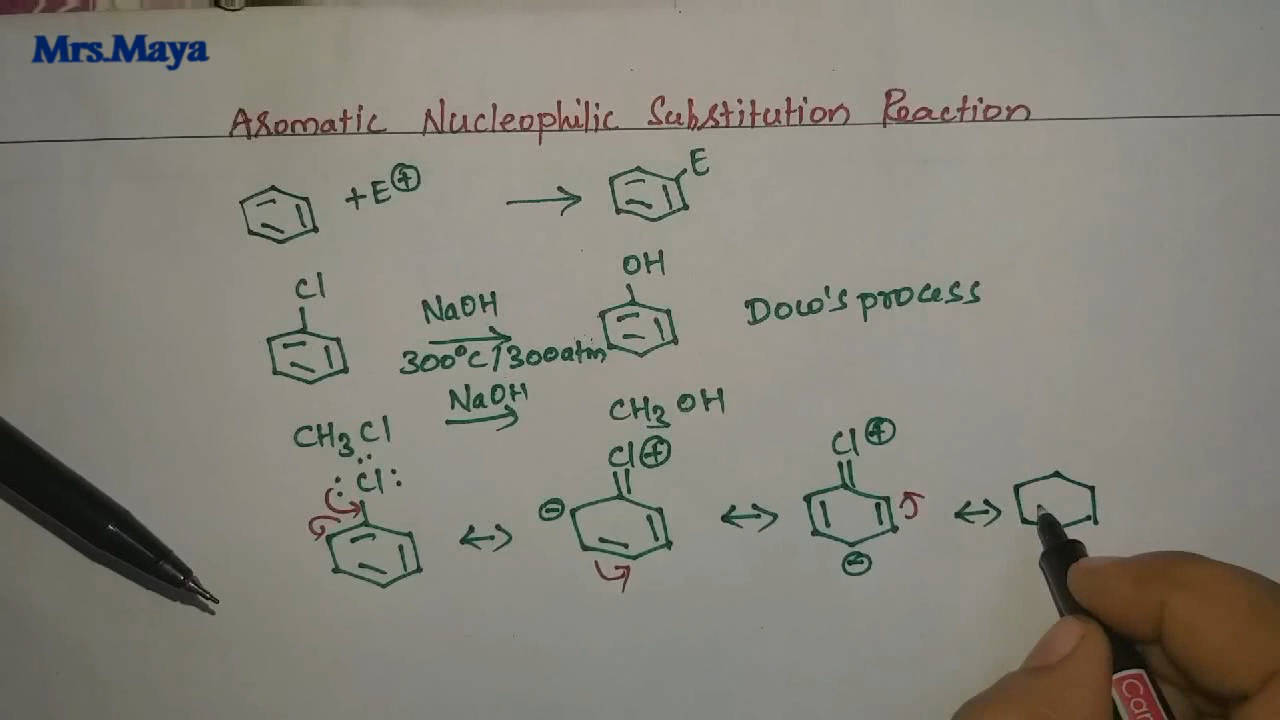 Mrs.Maya
Aromatic Nucleophilic Substitution Reaction
+E⊕ → E
Cl NaOH 300°C/300atm OH Dow's process
CH3Cl NaOH → CH3OH
:Cl: ↔ ⊖ Cl⊕ ↔ Cl⊕ ⊖ ↔
Car